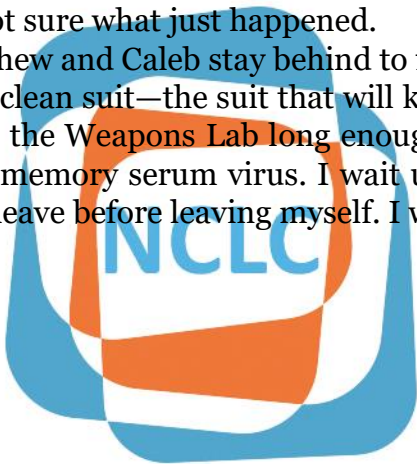 ot sure what just happened.
hew and Caleb stay behind to
clean suit—the suit that will k
the Weapons Lab long enoug
memory serum virus. I wait u
leave before leaving myself. I w
NCLC